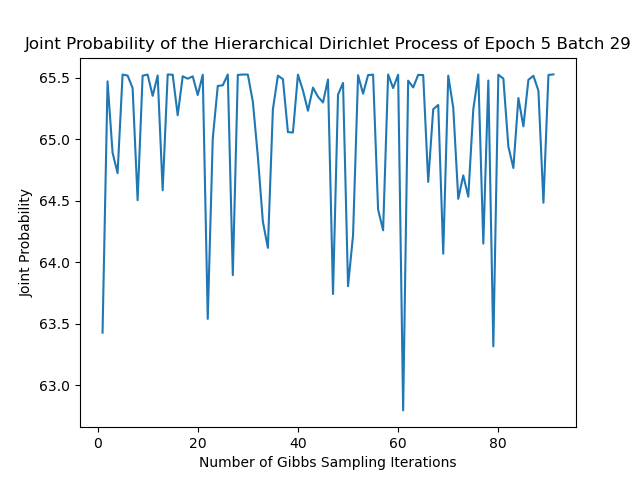 Joint Probability of the Hierarchical Dirichlet Process of Epoch 5 Batch 29
65.5
65.0
64.5
64.0
63.5
63.0
Joint Probability
0 20 40 60 80
Number of Gibbs Sampling Iterations